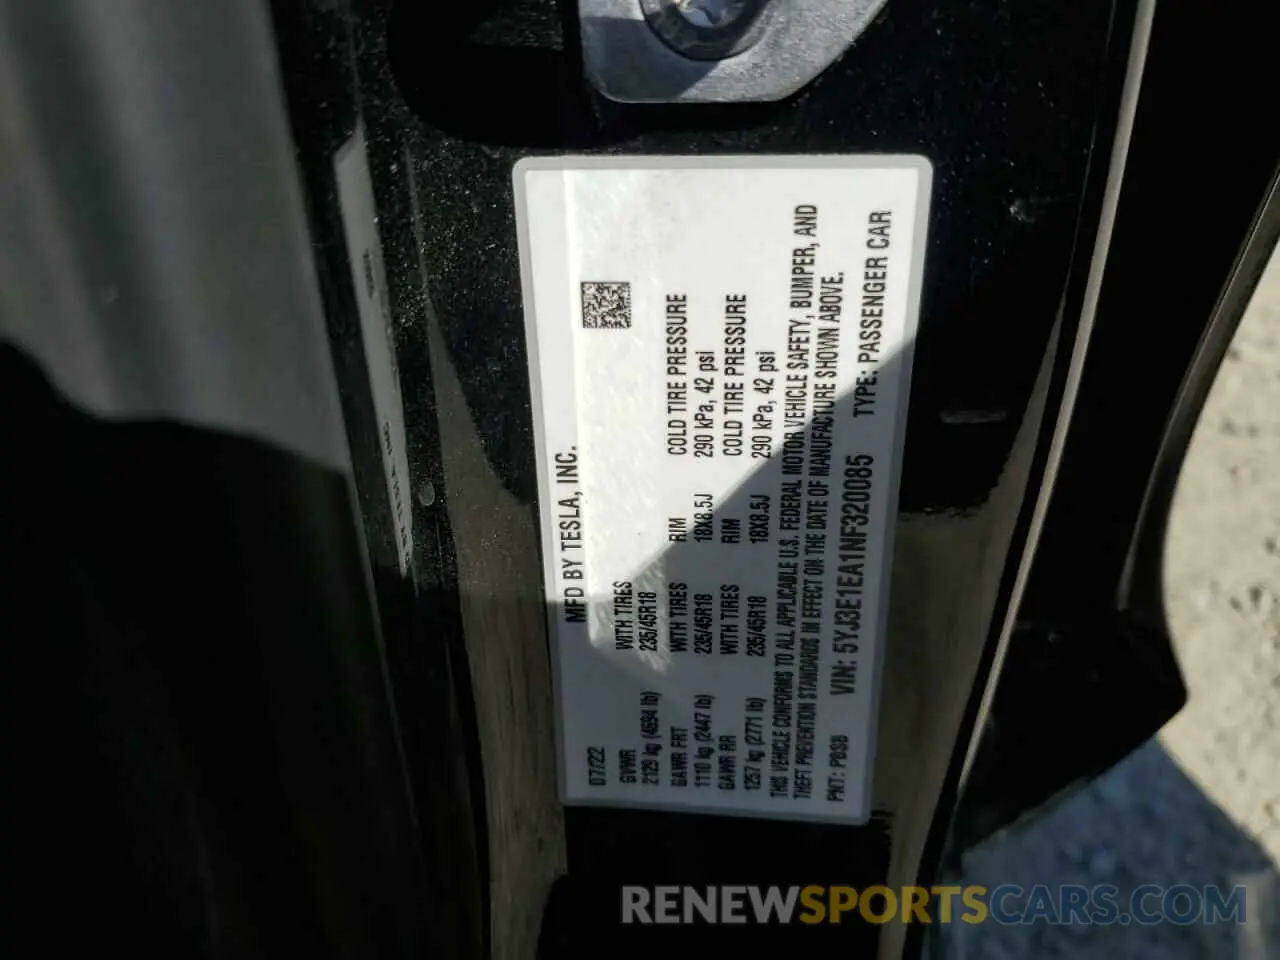 MFD BY TESLA, INC.
07/22
GVWR WITH TIRES
2129 kg (4694 lb) 235/45R18
GAWR FRT WITH TIRES RIM COLD TIRE PRESSURE
1110 kg (2447 lb) 235/45R18 18X8.5J 290 kPa, 42 psi
GAWR RR WITH TIRES RIM COLD TIRE PRESSURE
1257 kg (2771 lb) 235/45R18 18X8.5J 290 kPa, 42 psi
THIS VEHICLE CONFORMS TO ALL APPLICABLE U.S. FEDERAL MOTOR VEHICLE SAFETY, BUMPER, AND
THEFT PREVENTION STANDARDS IN EFFECT ON THE DATE OF MANUFACTURE SHOWN ABOVE.
PNT: PBSB VIN: 5YJ3E1EA1NF320085 TYPE: PASSENGER CAR
RENEWSPORTSCARS.COM